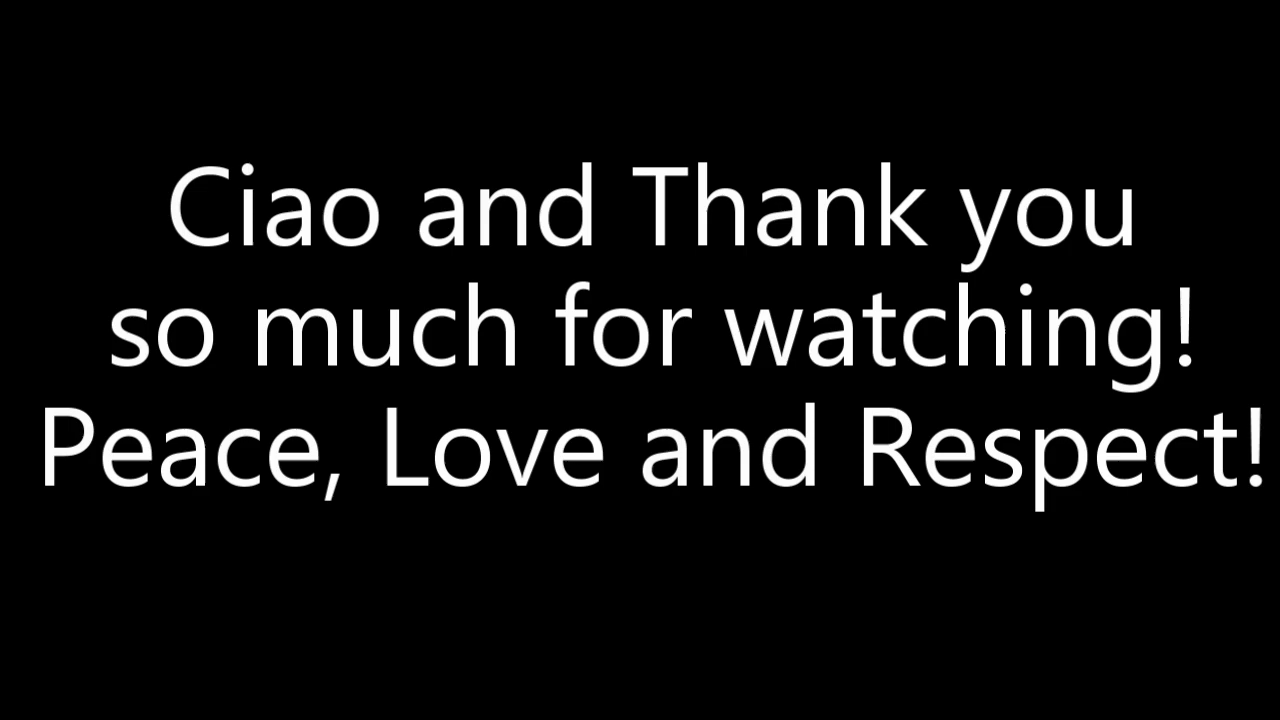 Ciao and Thank you
so much for watching!
Peace, Love and Respect!